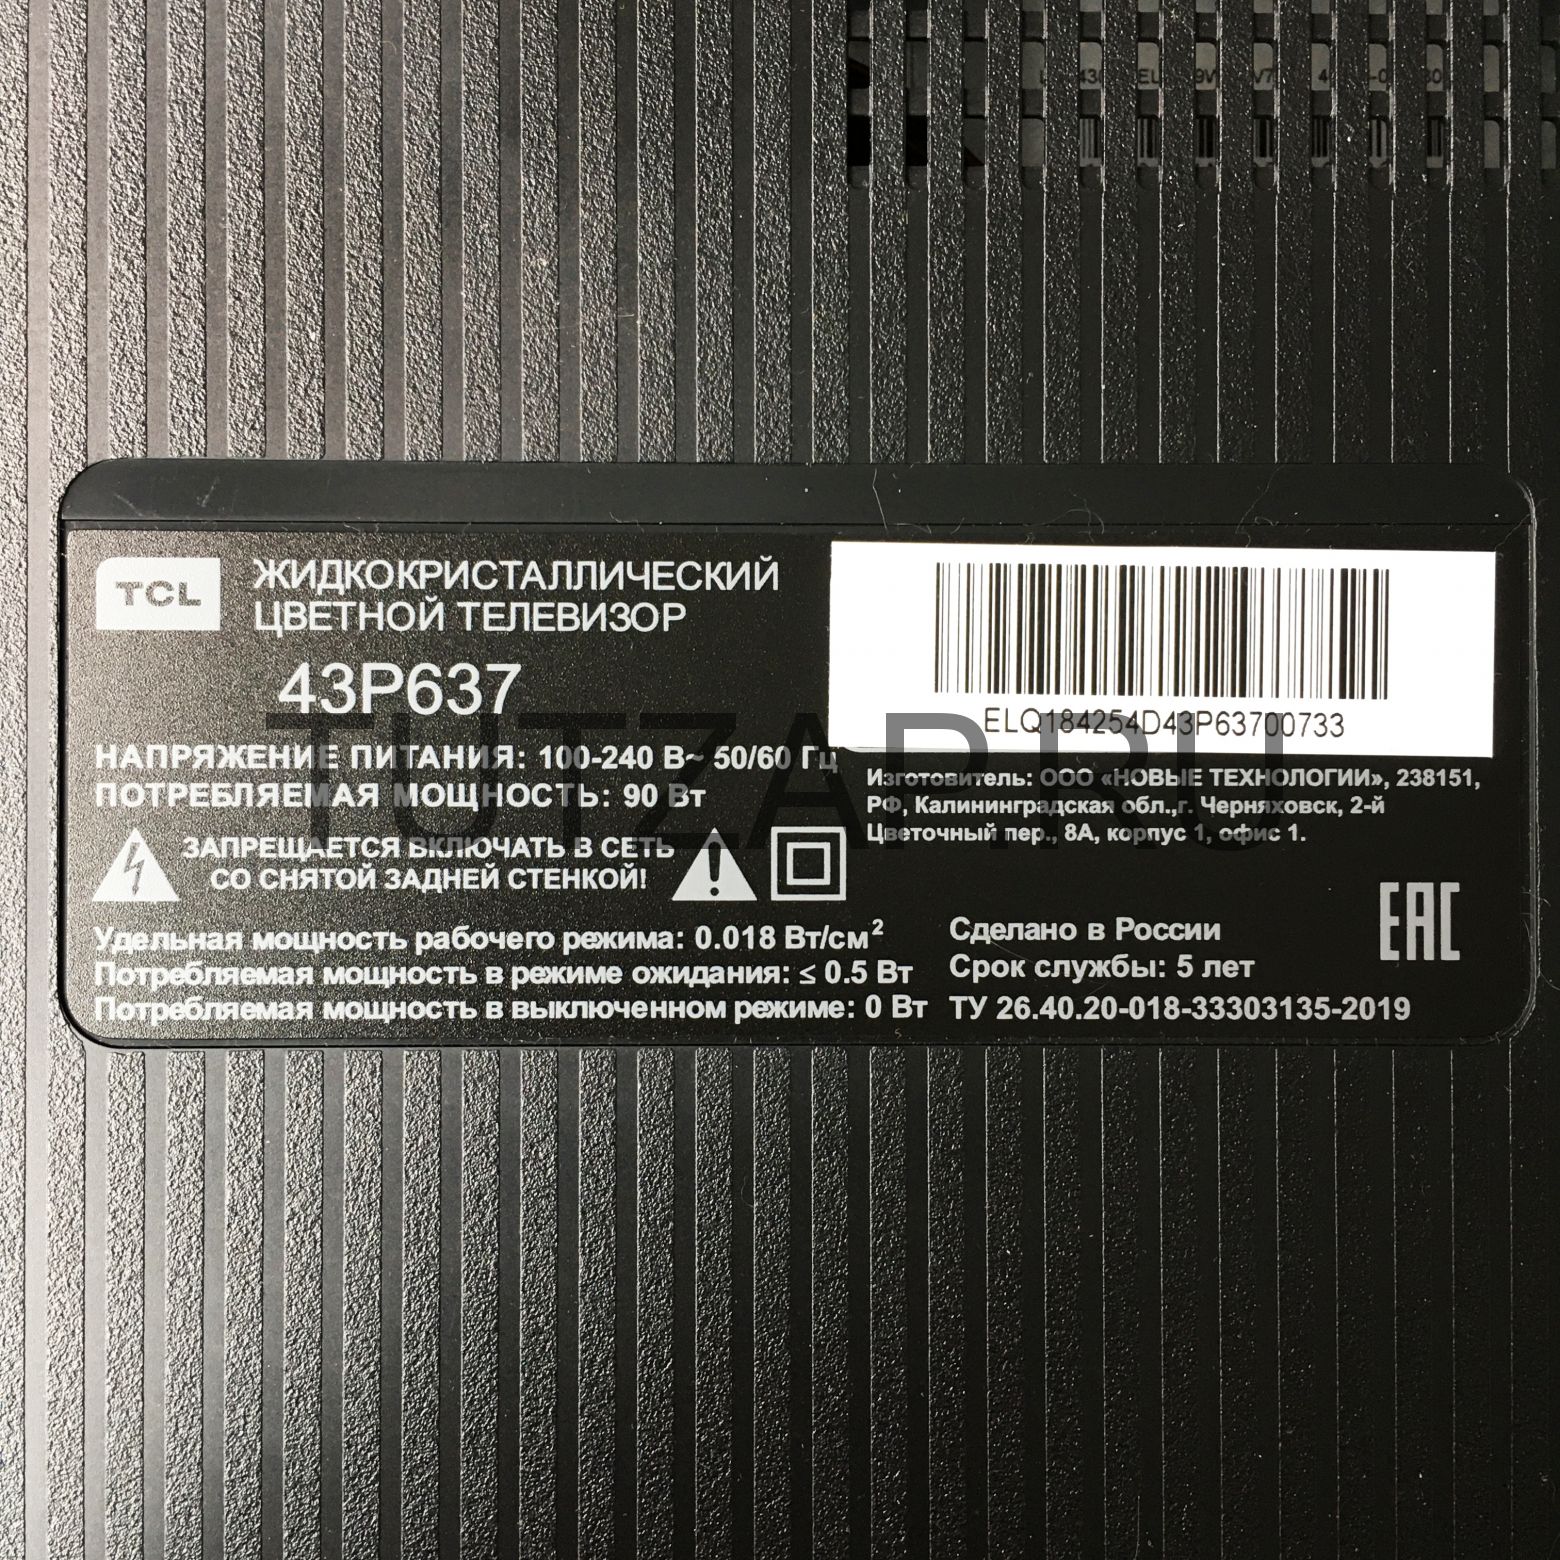 TCL
ЖИДКОКРИСТАЛЛИЧЕСКИЙ
ЦВЕТНОЙ ТЕЛЕВИЗОР
43P637
НАПРЯЖЕНИЕ ПИТАНИЯ: 100-240 В~ 50/60 Гц
ПОТРЕБЛЯЕМАЯ МОЩНОСТЬ: 90 Вт
ЗАПРЕЩАЕТСЯ ВКЛЮЧАТЬ В СЕТЬ
СО СНЯТОЙ ЗАДНЕЙ СТЕНКОЙ!
Удельная мощность рабочего режима: 0.018 Вт/см²
Потребляемая мощность в режиме ожидания: ≤ 0.5 Вт
Потребляемая мощность в выключенном режиме: 0 Вт
ELQ184254D43P63700733
Изготовитель: ООО «НОВЫЕ ТЕХНОЛОГИИ», 238151,
РФ, Калининградская обл.,г. Черняховск, 2-й
Цветочный пер., 8А, корпус 1, офис 1.
Сделано в России
Срок службы: 5 лет
ТУ 26.40.20-018-33303135-2019
EAC
TUTZAP.RU